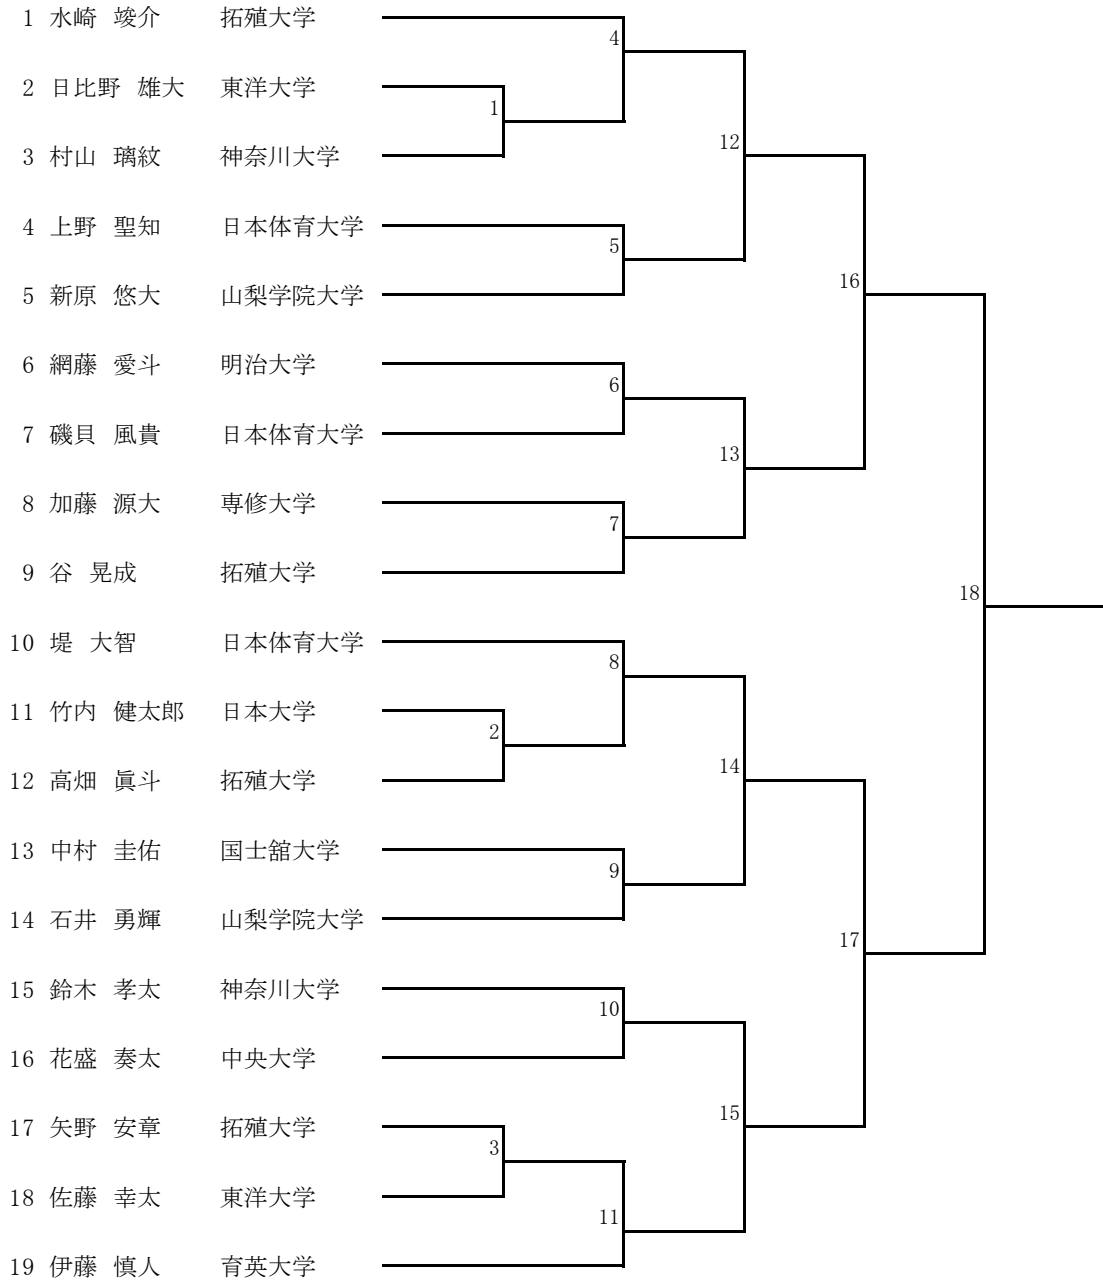 1 水崎 竣介 拓殖大学
4
2 日比野 雄大 東洋大学
1
12
3 村山 璃紋 神奈川大学
4 上野 聖知 日本体育大学
5
16
5 新原 悠大 山梨学院大学
6 網藤 愛斗 明治大学
6
7 磯貝 風貴 日本体育大学
13
8 加藤 源大 専修大学
7
9 谷 晃成 拓殖大学
18
10 堤 大智 日本体育大学
8
11 竹内 健太郎 日本大学
2
14
12 高畑 眞斗 拓殖大学
13 中村 圭佑 国士舘大学
9
14 石井 勇輝 山梨学院大学
17
15 鈴木 孝太 神奈川大学
10
16 花盛 奏太 中央大学
15
17 矢野 安章 拓殖大学
3
18 佐藤 幸太 東洋大学
11
19 伊藤 慎人 育英大学